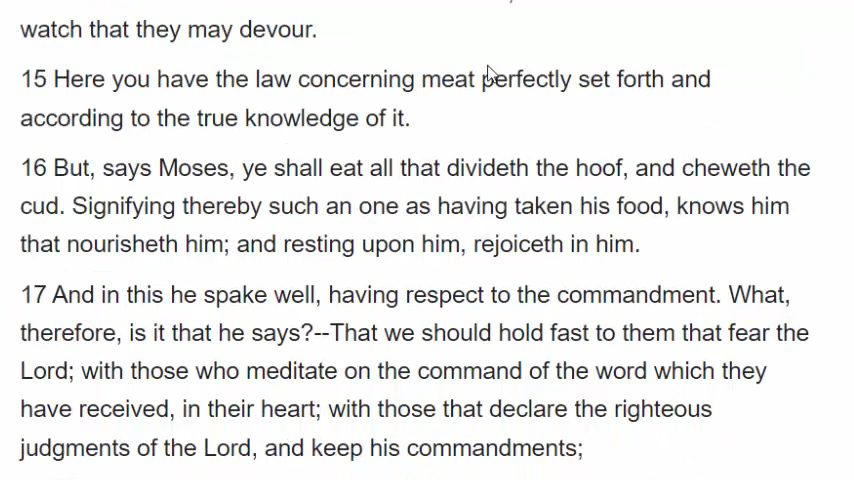 watch that they may devour.
15 Here you have the law concerning meat perfectly set forth and
according to the true knowledge of it.
16 But, says Moses, ye shall eat all that divideth the hoof, and cheweth the
cud. Signifying thereby such an one as having taken his food, knows him
that nourisheth him; and resting upon him, rejoiceth in him.
17 And in this he spake well, having respect to the commandment. What,
therefore, is it that he says?--That we should hold fast to them that fear the
Lord; with those who meditate on the command of the word which they
have received, in their heart; with those that declare the righteous
judgments of the Lord, and keep his commandments;